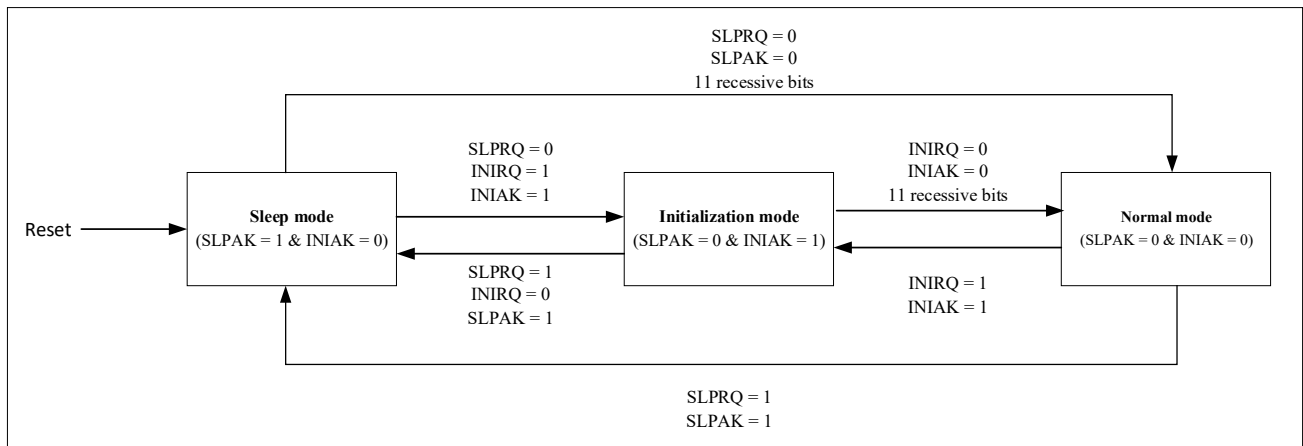 SLPRQ = 0
SLPAK = 0
11 recessive bits
SLPRQ = 0
INIRQ = 1
INIAK = 1
INIRQ = 0
INIAK = 0
11 recessive bits
Reset
Sleep mode
(SLPAK = 1 & INIAK = 0)
Initialization mode
(SLPAK = 0 & INIAK = 1)
Normal mode
(SLPAK = 0 & INIAK = 0)
SLPRQ = 1
INIRQ = 0
SLPAK = 1
INIRQ = 1
INIAK = 1
SLPRQ = 1
SLPAK = 1